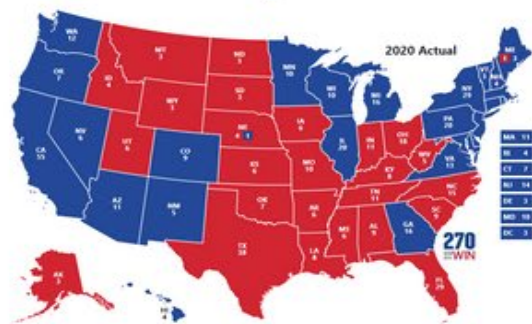 2020 Actual
WA
12
OR
7
CA
55
NV
6
ID
4
MT
3
WY
3
UT
6
AZ
11
CO
9
NM
5
ND
3
SD
3
NE
4
1
KS
6
OK
7
TX
38
MN
10
IA
6
MO
10
AR
6
LA
8
WI
10
IL
20
MI
16
IN
11
OH
18
KY
8
TN
11
MS
6
AL
9
GA
16
FL
29
SC
9
NC
15
VA
13
WV
PA
20
NY
29
VT
3
NH
4
ME
1
3
MA 11
RI 4
CT 7
NJ 14
DE 3
MD 10
DC 3
AK
3
HI
4
270
WIN